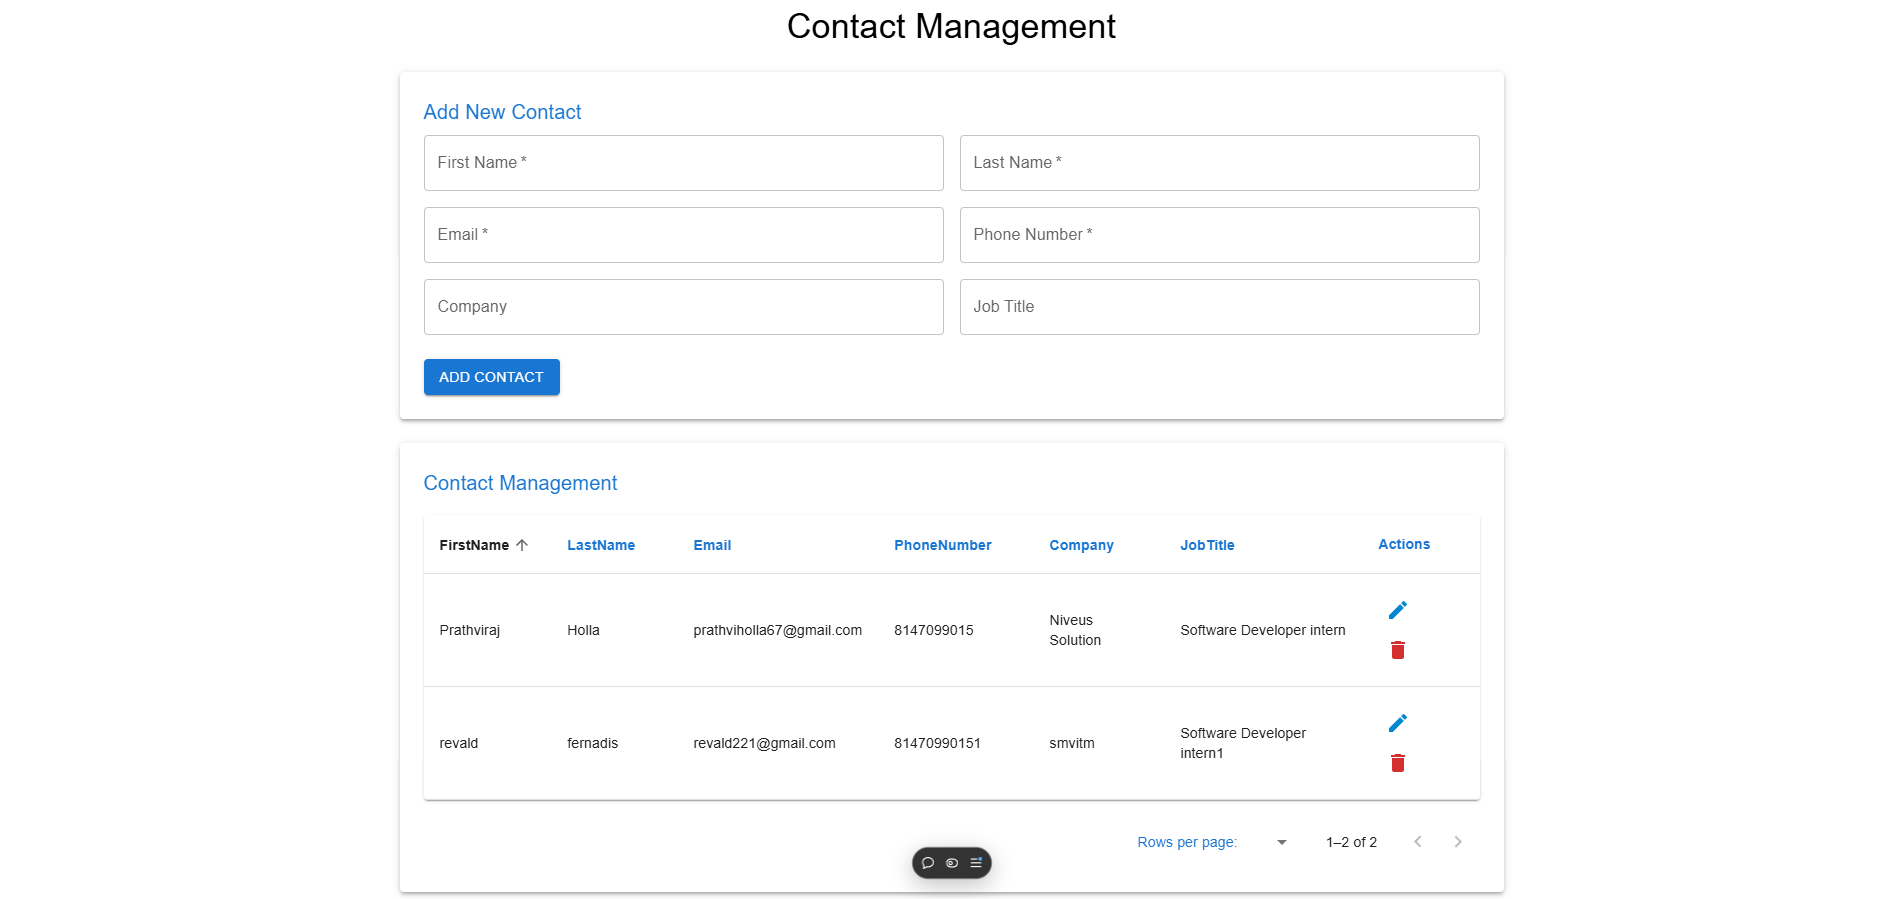 Contact Management
Add New Contact
First Name *
Last Name *
Email *
Phone Number *
Company
Job Title
ADD CONTACT
Contact Management
FirstName LastName Email PhoneNumber Company JobTitle Actions
Prathviraj Holla prathviholla67@gmail.com 8147099015 Niveus Solution Software Developer intern
revald fernadis revald221@gmail.com 81470990151 smvitm Software Developer intern1
Rows per page: 1–2 of 2